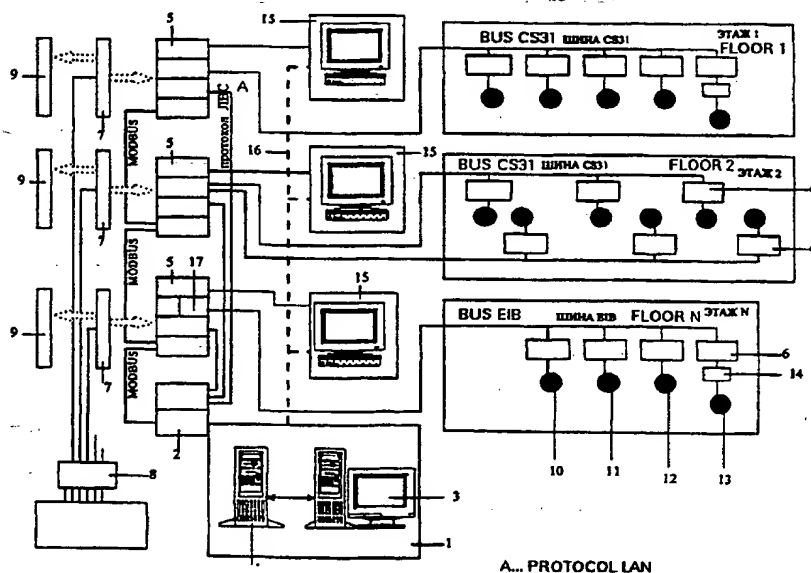 5
15
BUS CS31 ШИНА CS31
ЭТАЖ 1
FLOOR 1
9
7
протокол ЛВС
A
MODBUS
16
5
15
BUS CS31 ШИНА CS31
FLOOR 2 ЭТАЖ 2
9
7
MODBUS
5
17
15
BUS EIB ШИНА EIB FLOOR N ЭТАЖ N
9
7
MODBUS
6
14
2
10
11
12
13
8
3
1
A... PROTOCOL LAN